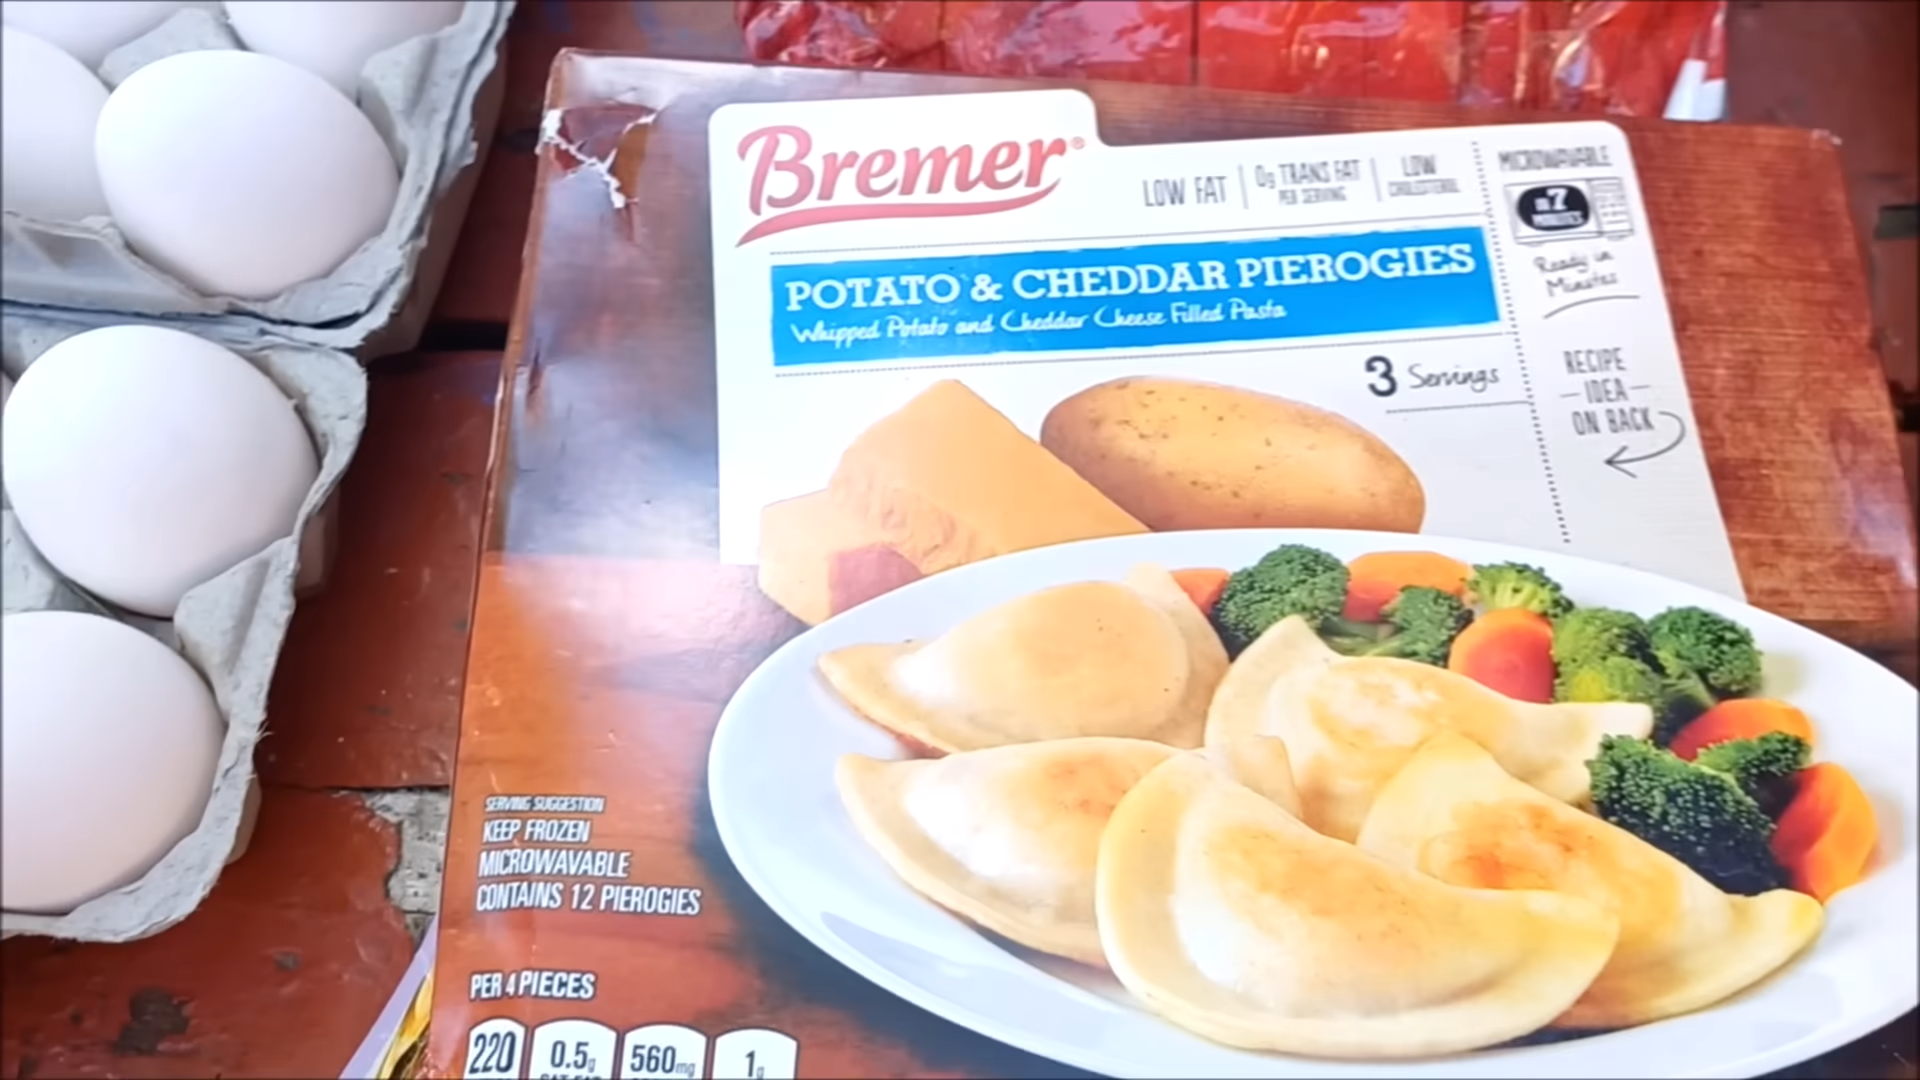 Bremer®
LOW FAT
0g TRANS FAT
PER SERVING
LOW
CHOLESTEROL
MICROWAVABLE
IN 7
MINUTES
Ready in
Minutes
POTATO & CHEDDAR PIEROGIES
Whipped Potato and Cheddar Cheese Filled Pasta
3 Servings
RECIPE
IDEA
ON BACK
SERVING SUGGESTION
KEEP FROZEN
MICROWAVABLE
CONTAINS 12 PIEROGIES
PER 4 PIECES
220
0.5g
560mg
1g
SAT FAT